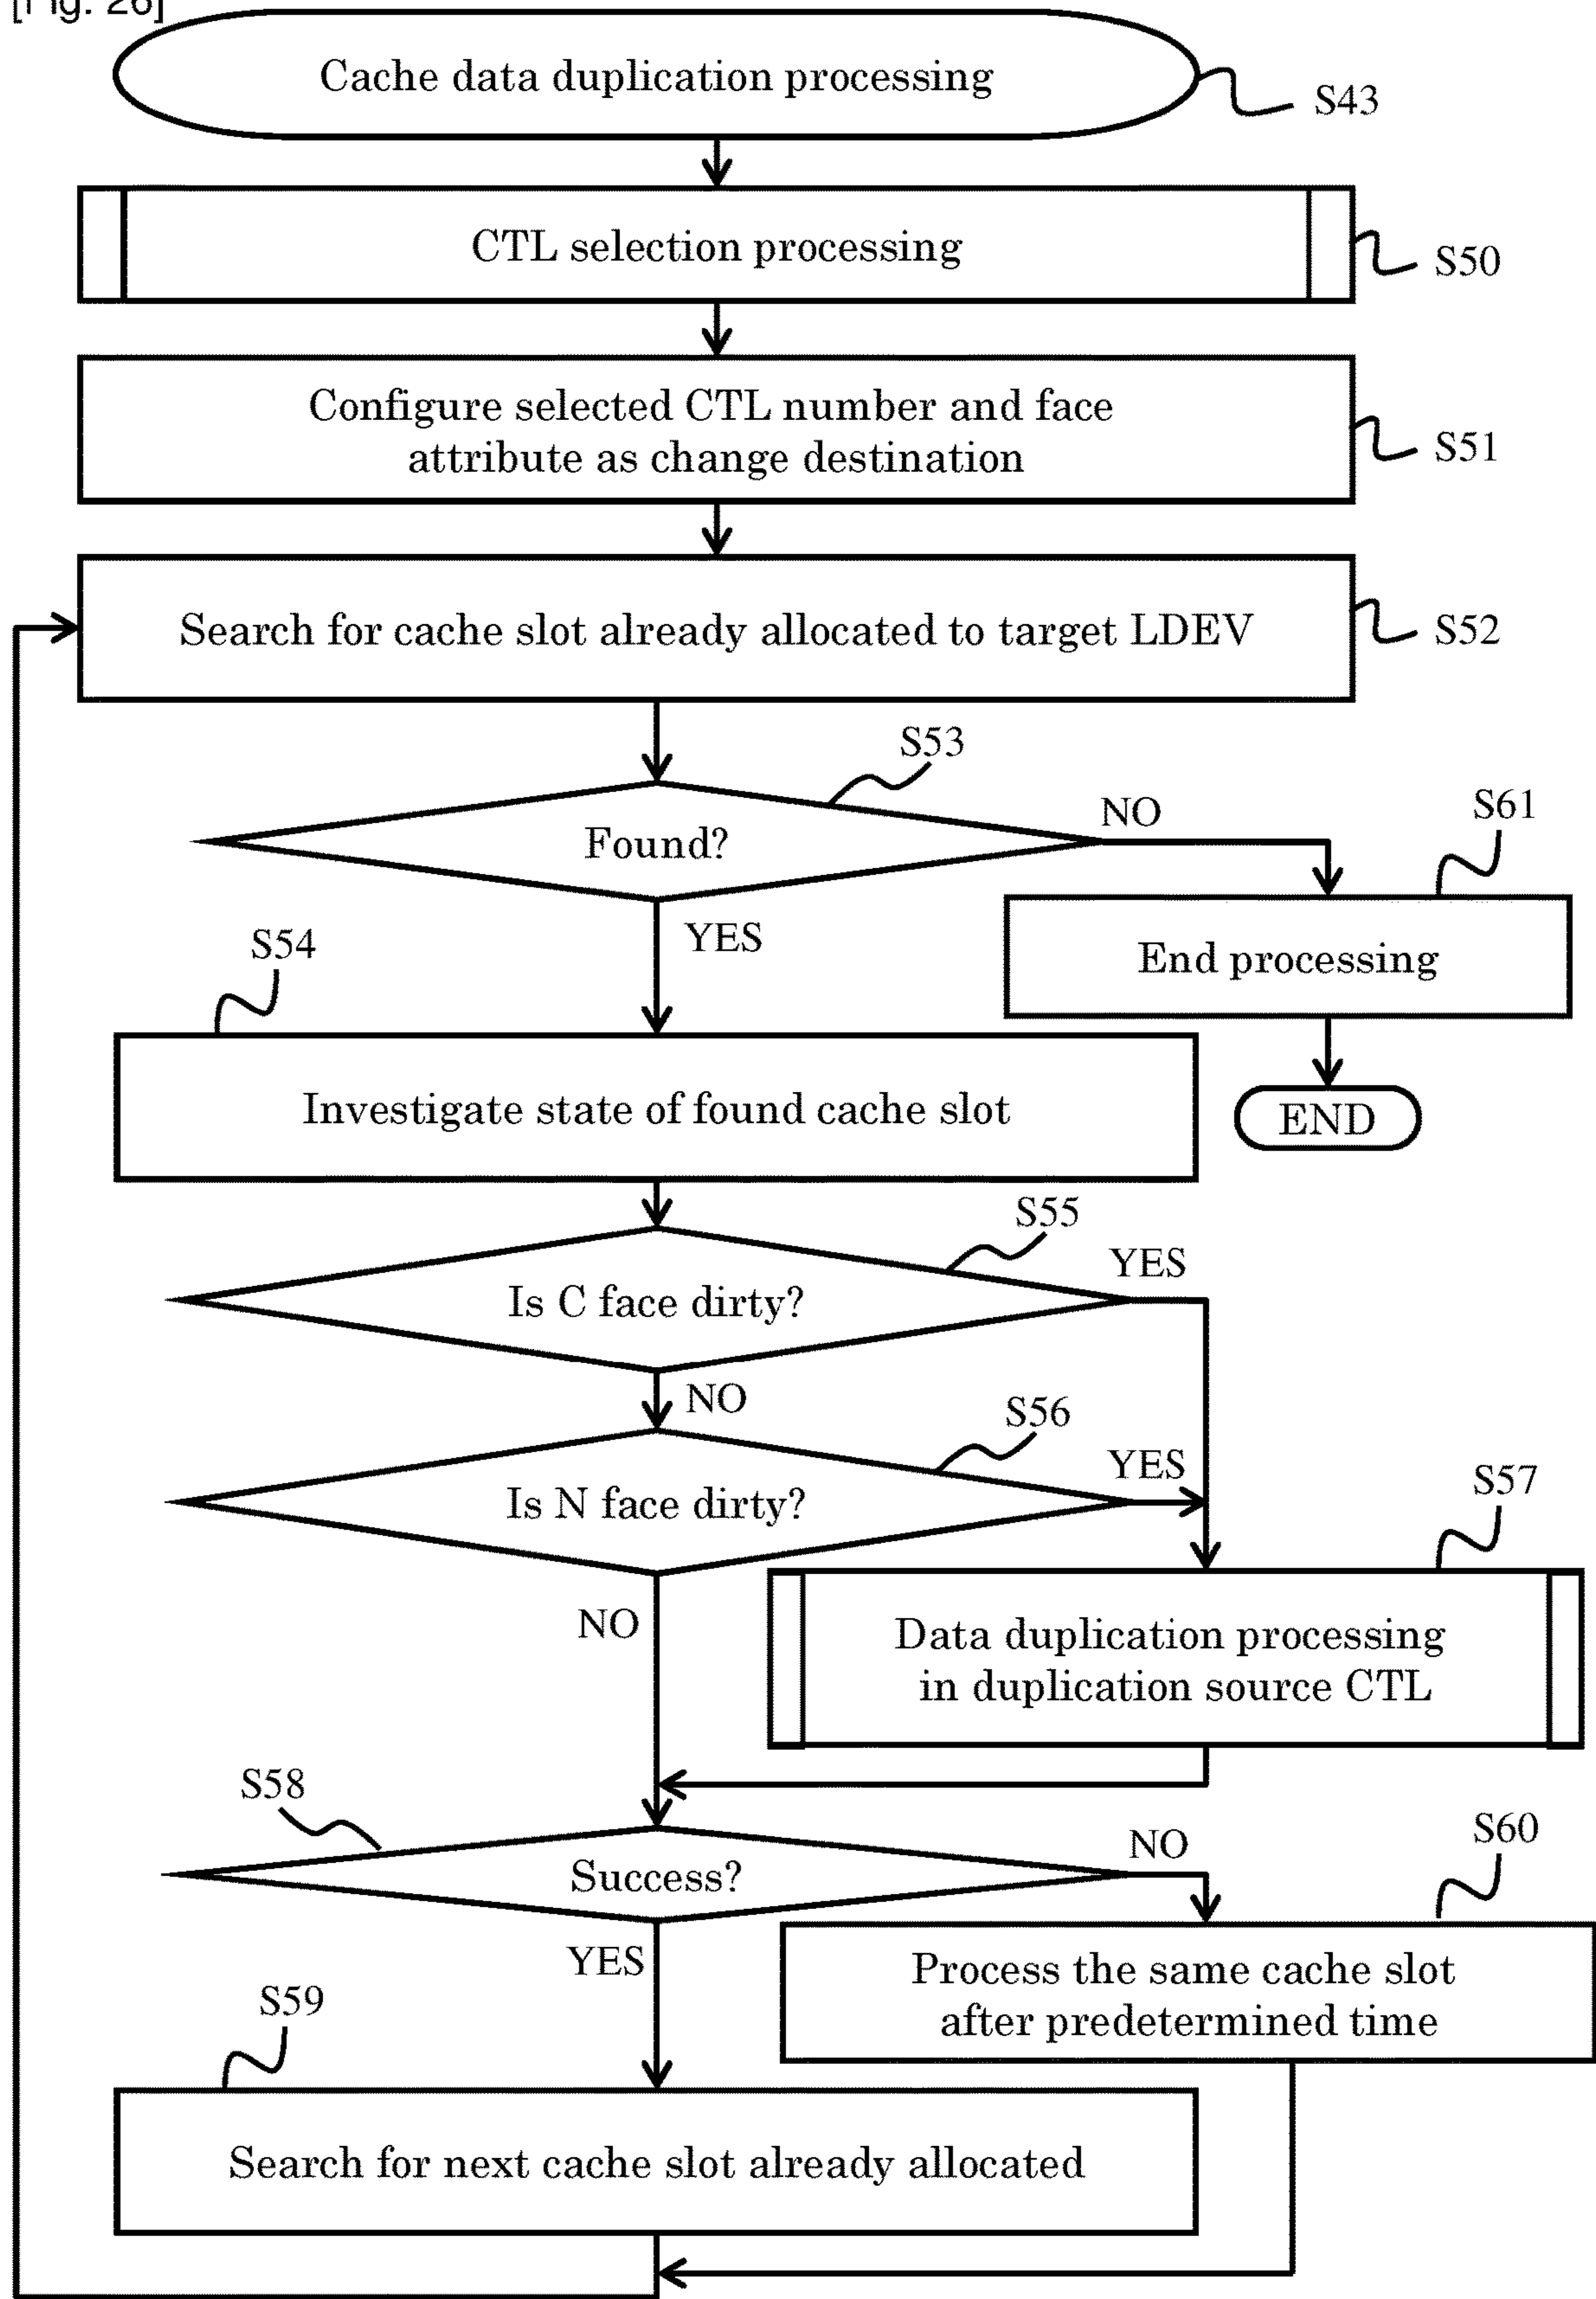 [Fig. 26]
Cache data duplication processing
S43
CTL selection processing
S50
Configure selected CTL number and face
attribute as change destination
S51
Search for cache slot already allocated to target LDEV
S52
S53
Found?
NO
S61
YES
End processing
S54
Investigate state of found cache slot
END
S55
Is C face dirty?
YES
NO
S56
Is N face dirty?
YES
S57
NO
Data duplication processing
in duplication source CTL
S58
Success?
NO
S60
YES
Process the same cache slot
after predetermined time
S59
Search for next cache slot already allocated